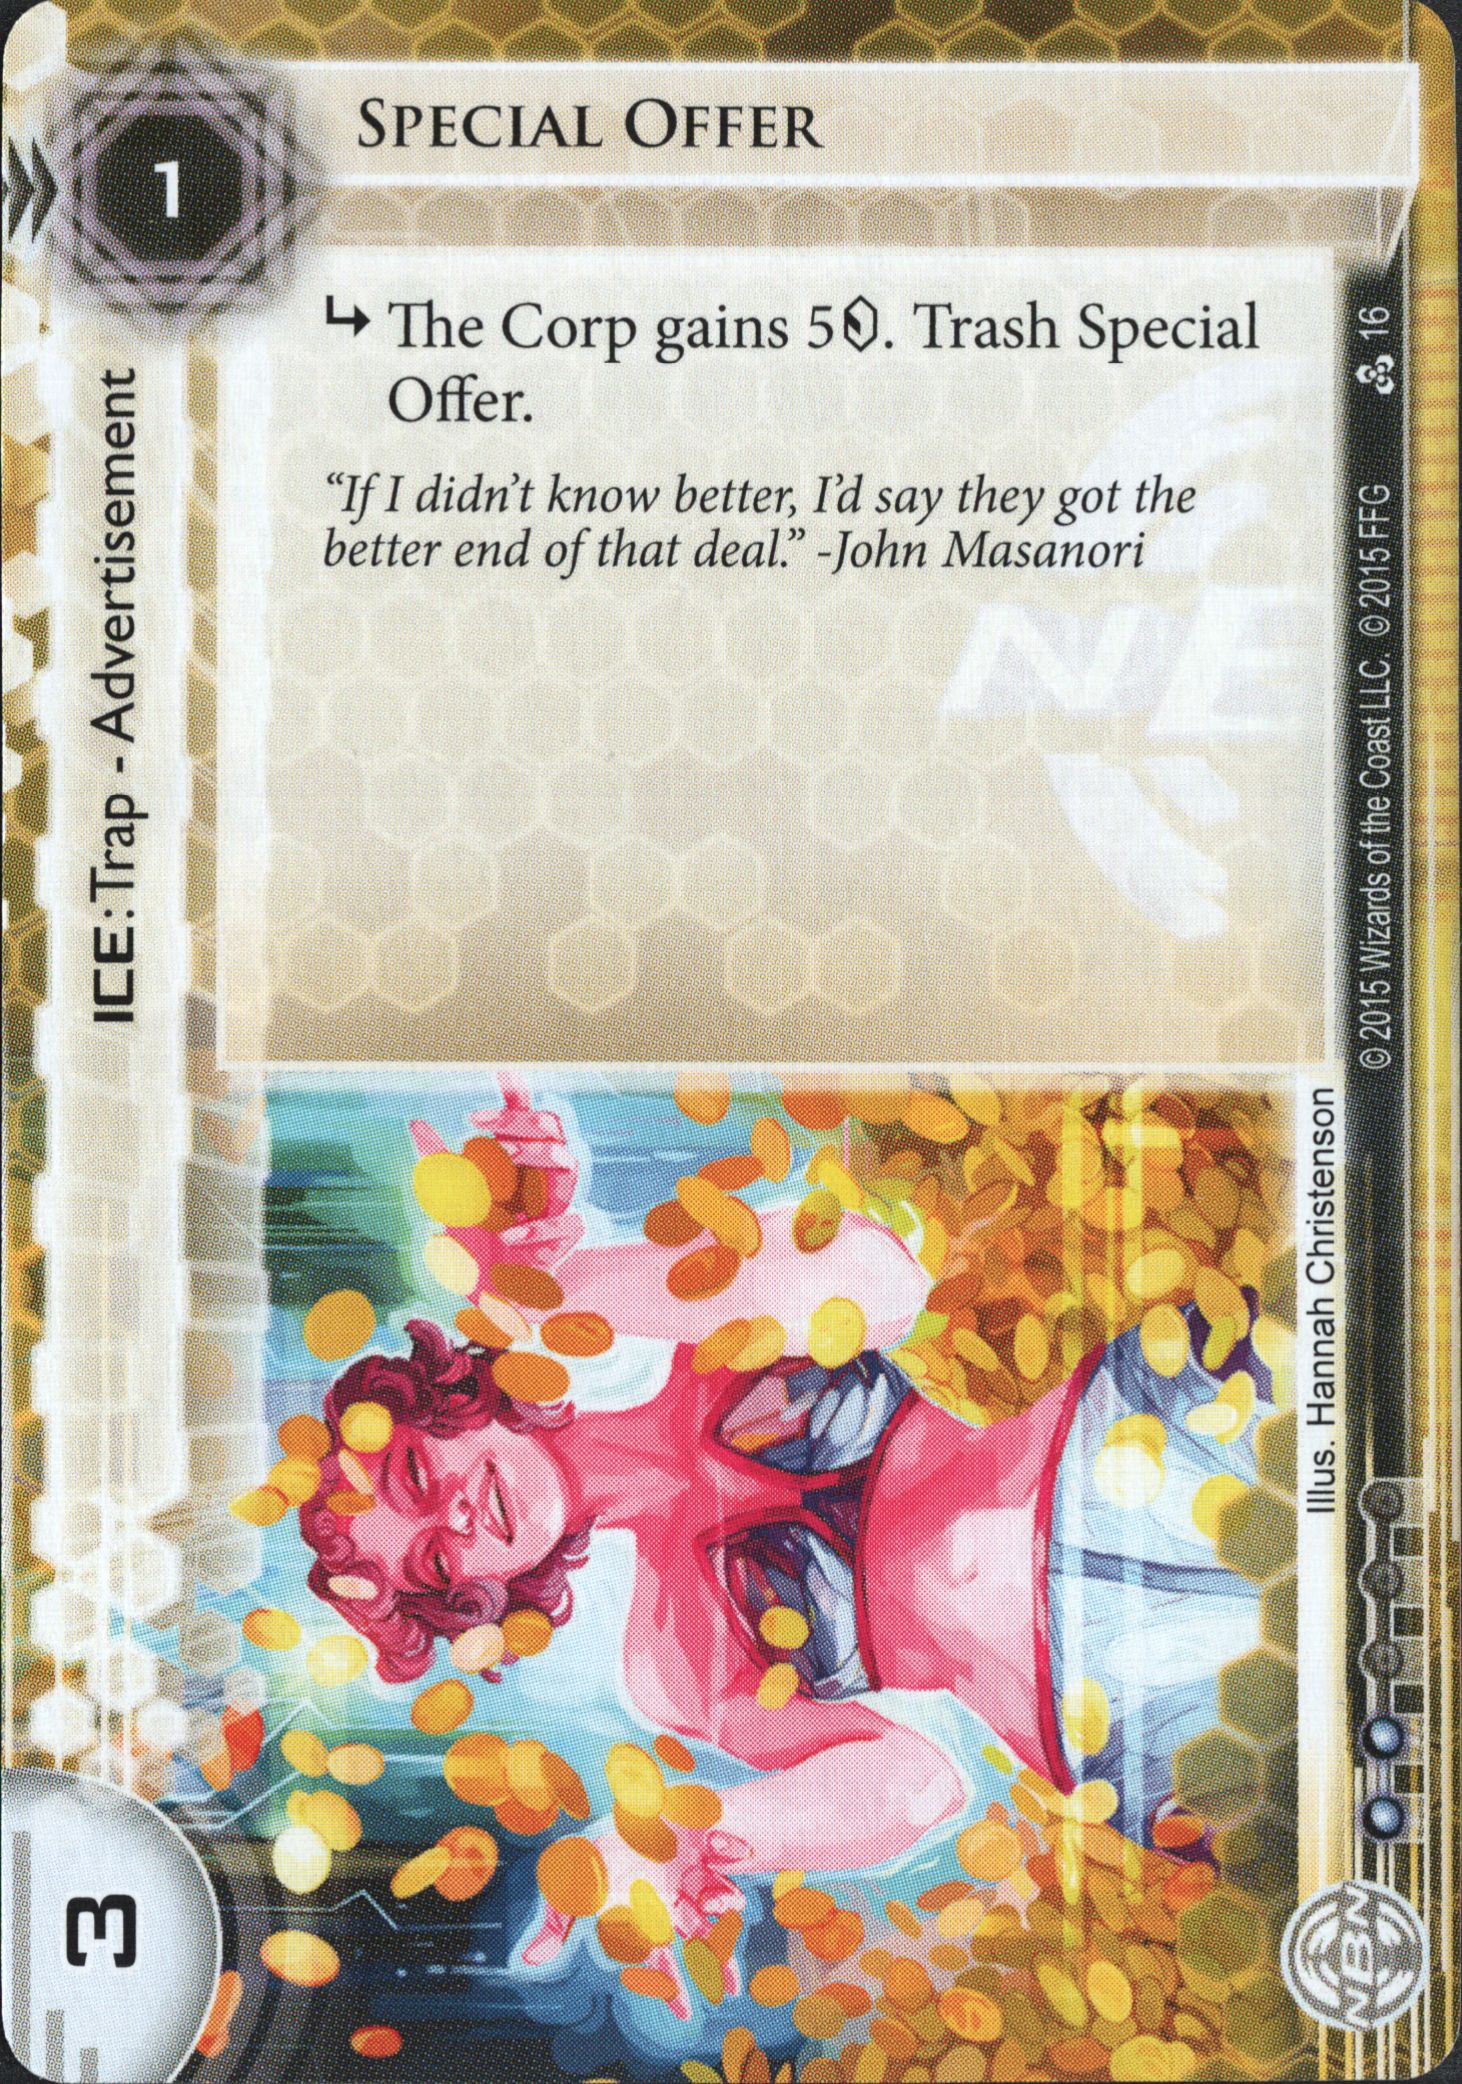 1
SPECIAL OFFER
The Corp gains 5. Trash Special
Offer.
“If I didn’t know better, I’d say they got the
better end of that deal.” -John Masanori
ICE: Trap - Advertisement
3
Illus. Hannah Christenson
© 2015 Wizards of the Coast LLC. © 2015 FFG
16
NBN
NE